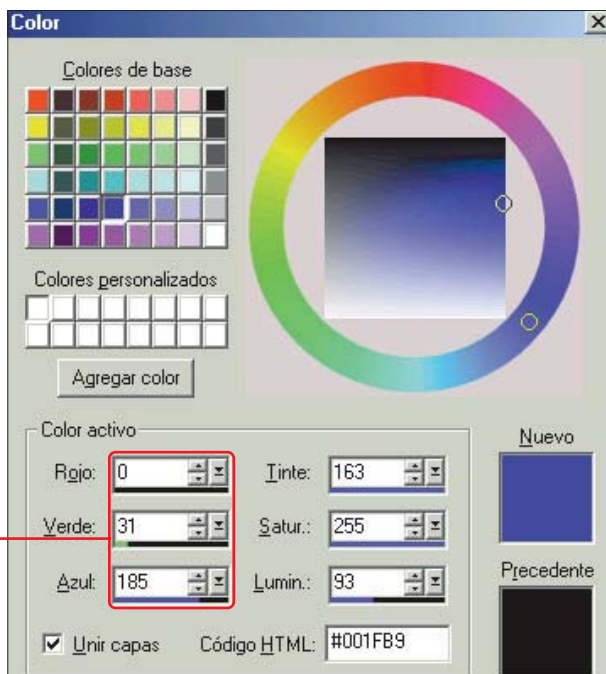 Color
Colores de base
Colores personalizados
Agregar color
Color activo
Rojo: 0 Tinte: 163
Verde: 31 Satur.: 255
Azul: 185 Lumin.: 93
Unir capas Código HTML: #001FB9
Nuevo
Precedente